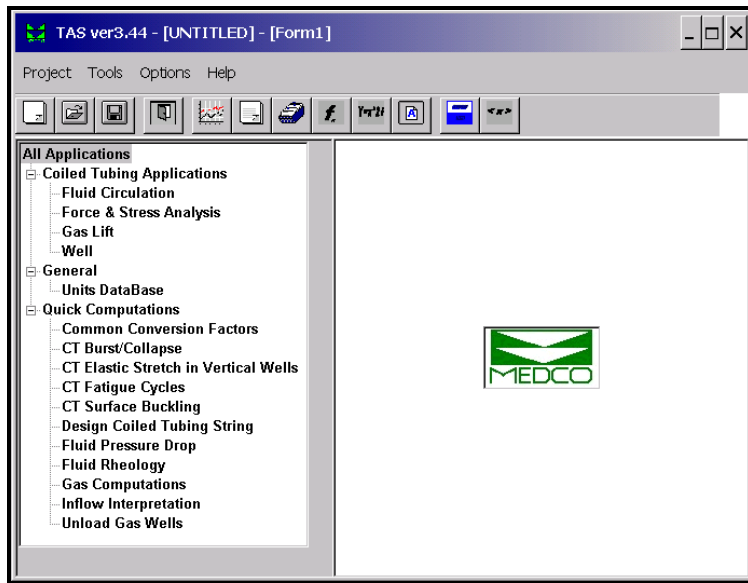 TAS ver3.44 - [UNTITLED] - [Form1]
Project Tools Options Help
All Applications
Coiled Tubing Applications
Fluid Circulation
Force & Stress Analysis
Gas Lift
Well
General
Units DataBase
Quick Computations
Common Conversion Factors
CT Burst/Collapse
CT Elastic Stretch in Vertical Wells
CT Fatigue Cycles
CT Surface Buckling
Design Coiled Tubing String
Fluid Pressure Drop
Fluid Rheology
Gas Computations
Inflow Interpretation
Unload Gas Wells
MEDCO